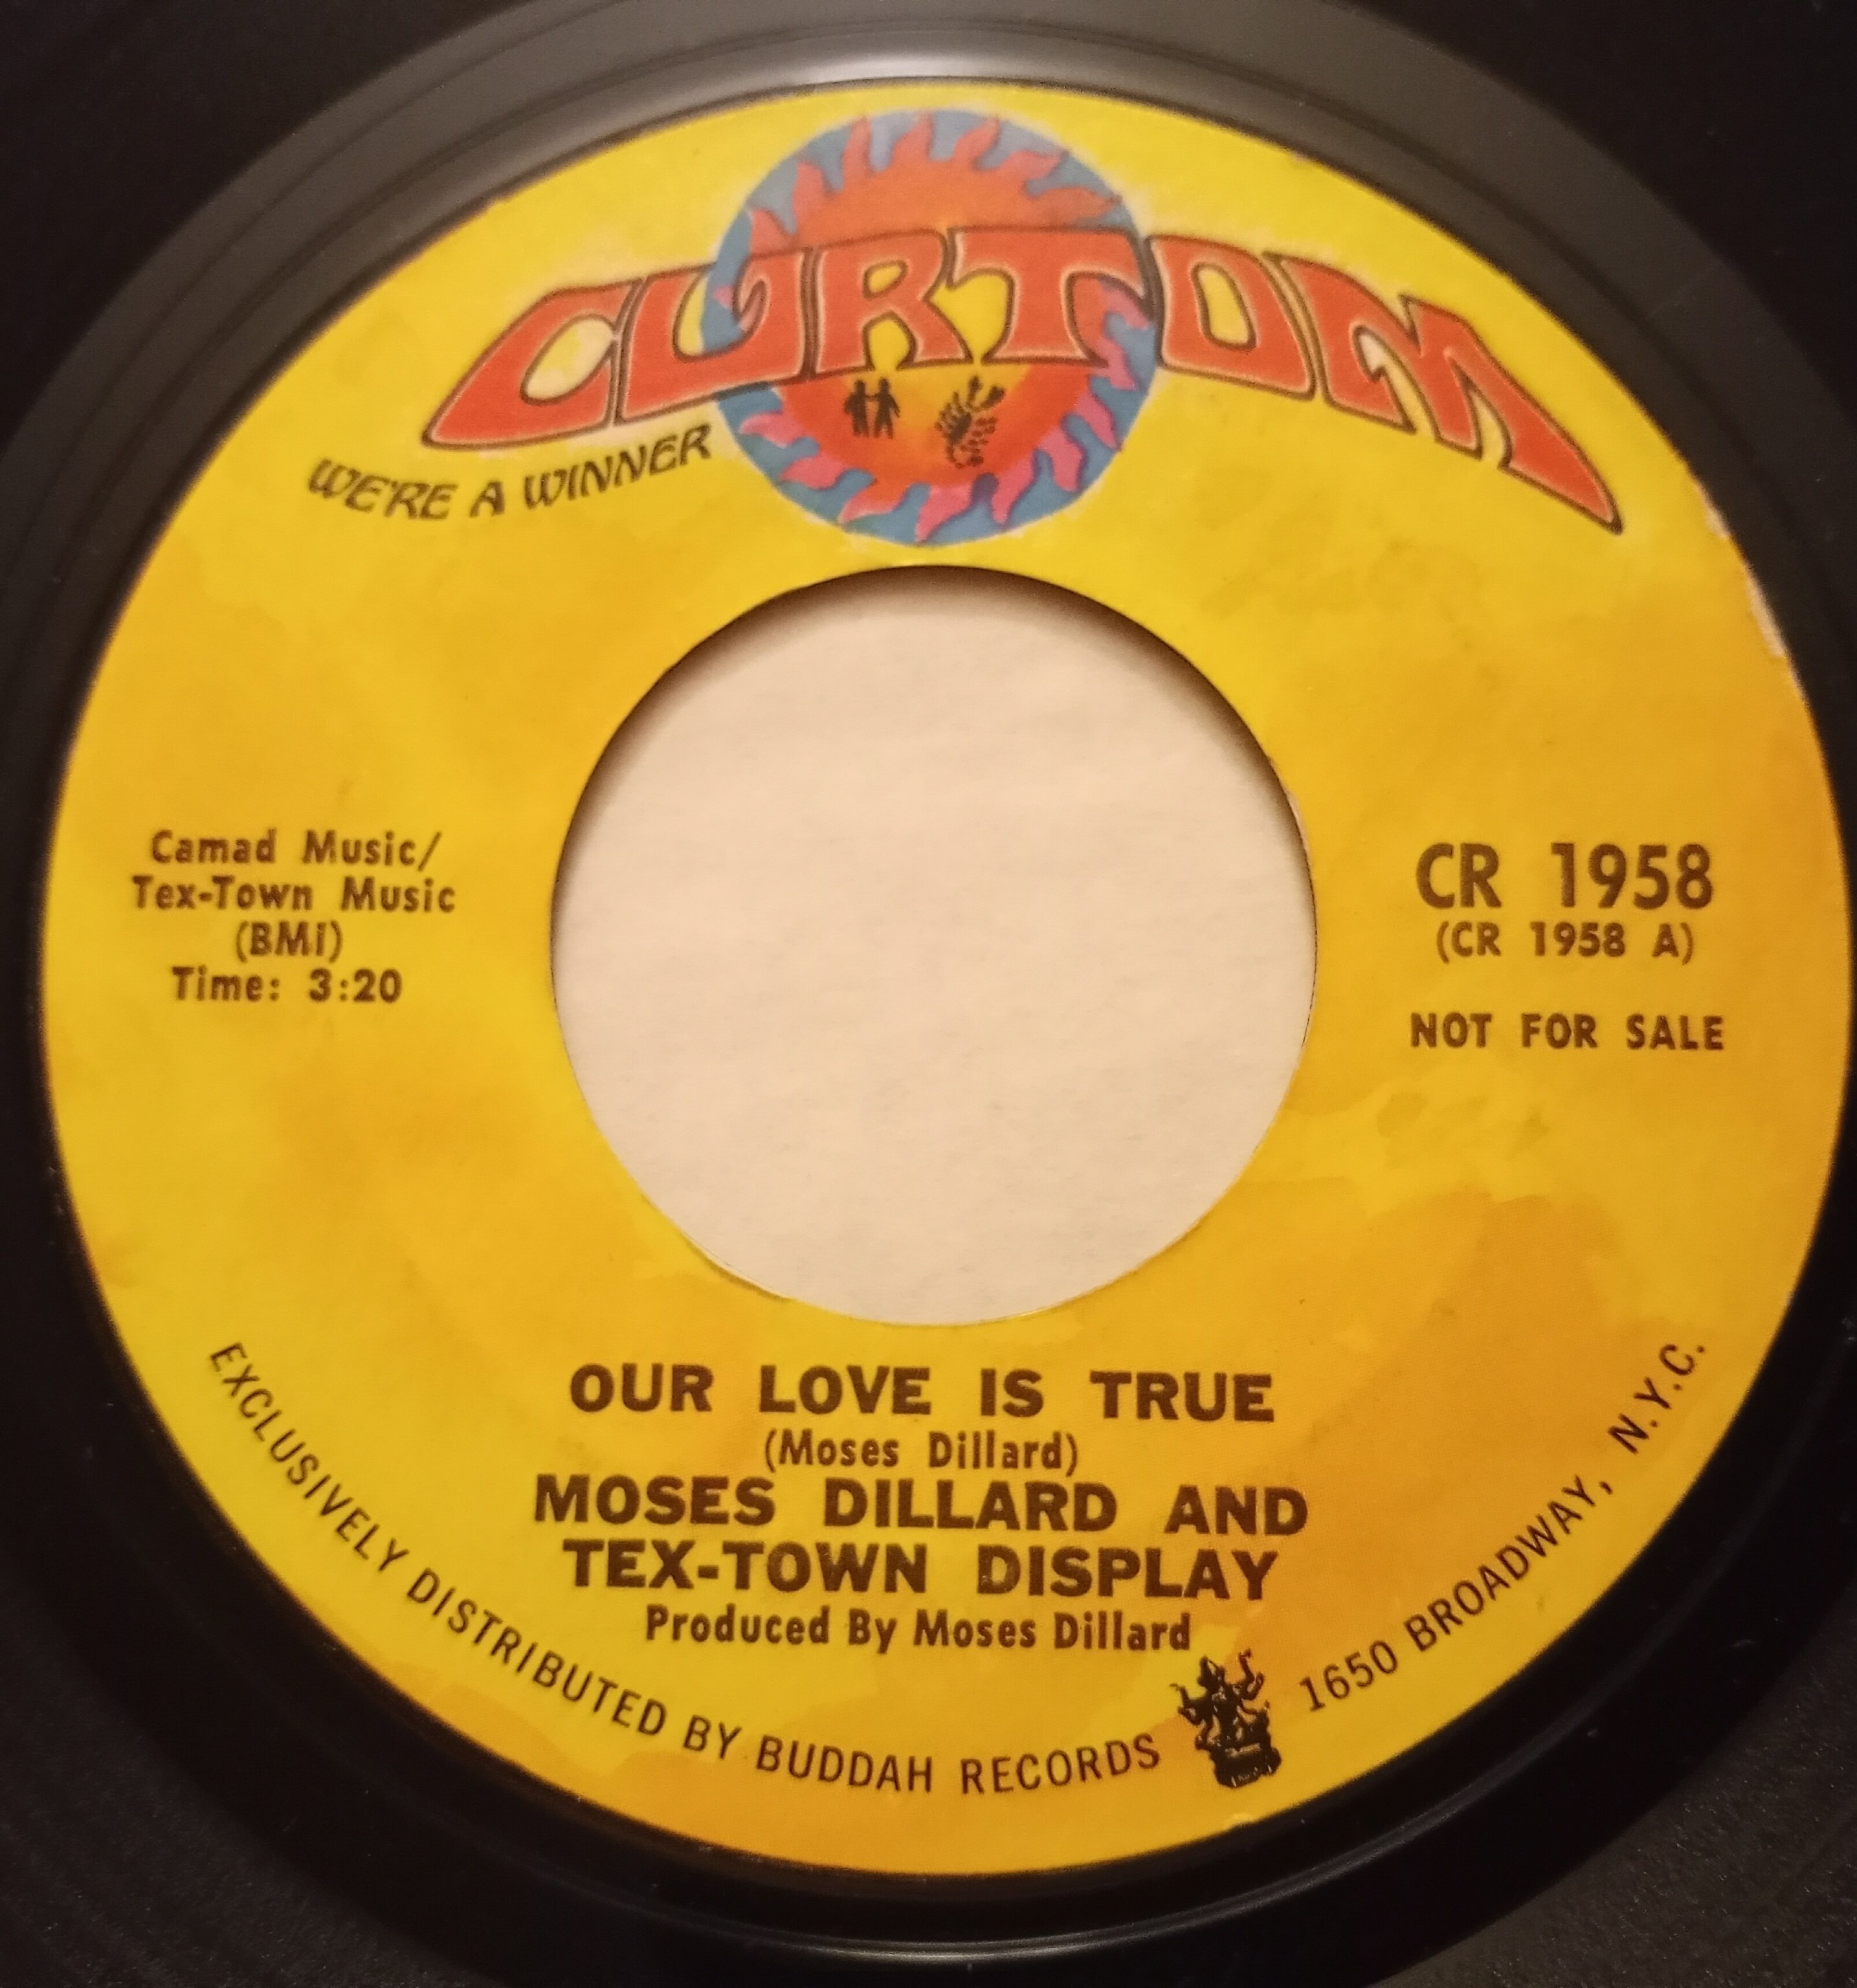 CURTOM
WE'RE A WINNER
Camad Music/
Tex-Town Music
(BMI)
Time: 3:20
CR 1958
(CR 1958 A)
NOT FOR SALE
OUR LOVE IS TRUE
(Moses Dillard)
MOSES DILLARD AND
TEX-TOWN DISPLAY
Produced By Moses Dillard
EXCLUSIVELY DISTRIBUTED BY BUDDAH RECORDS 1650 BROADWAY, N.Y.C.